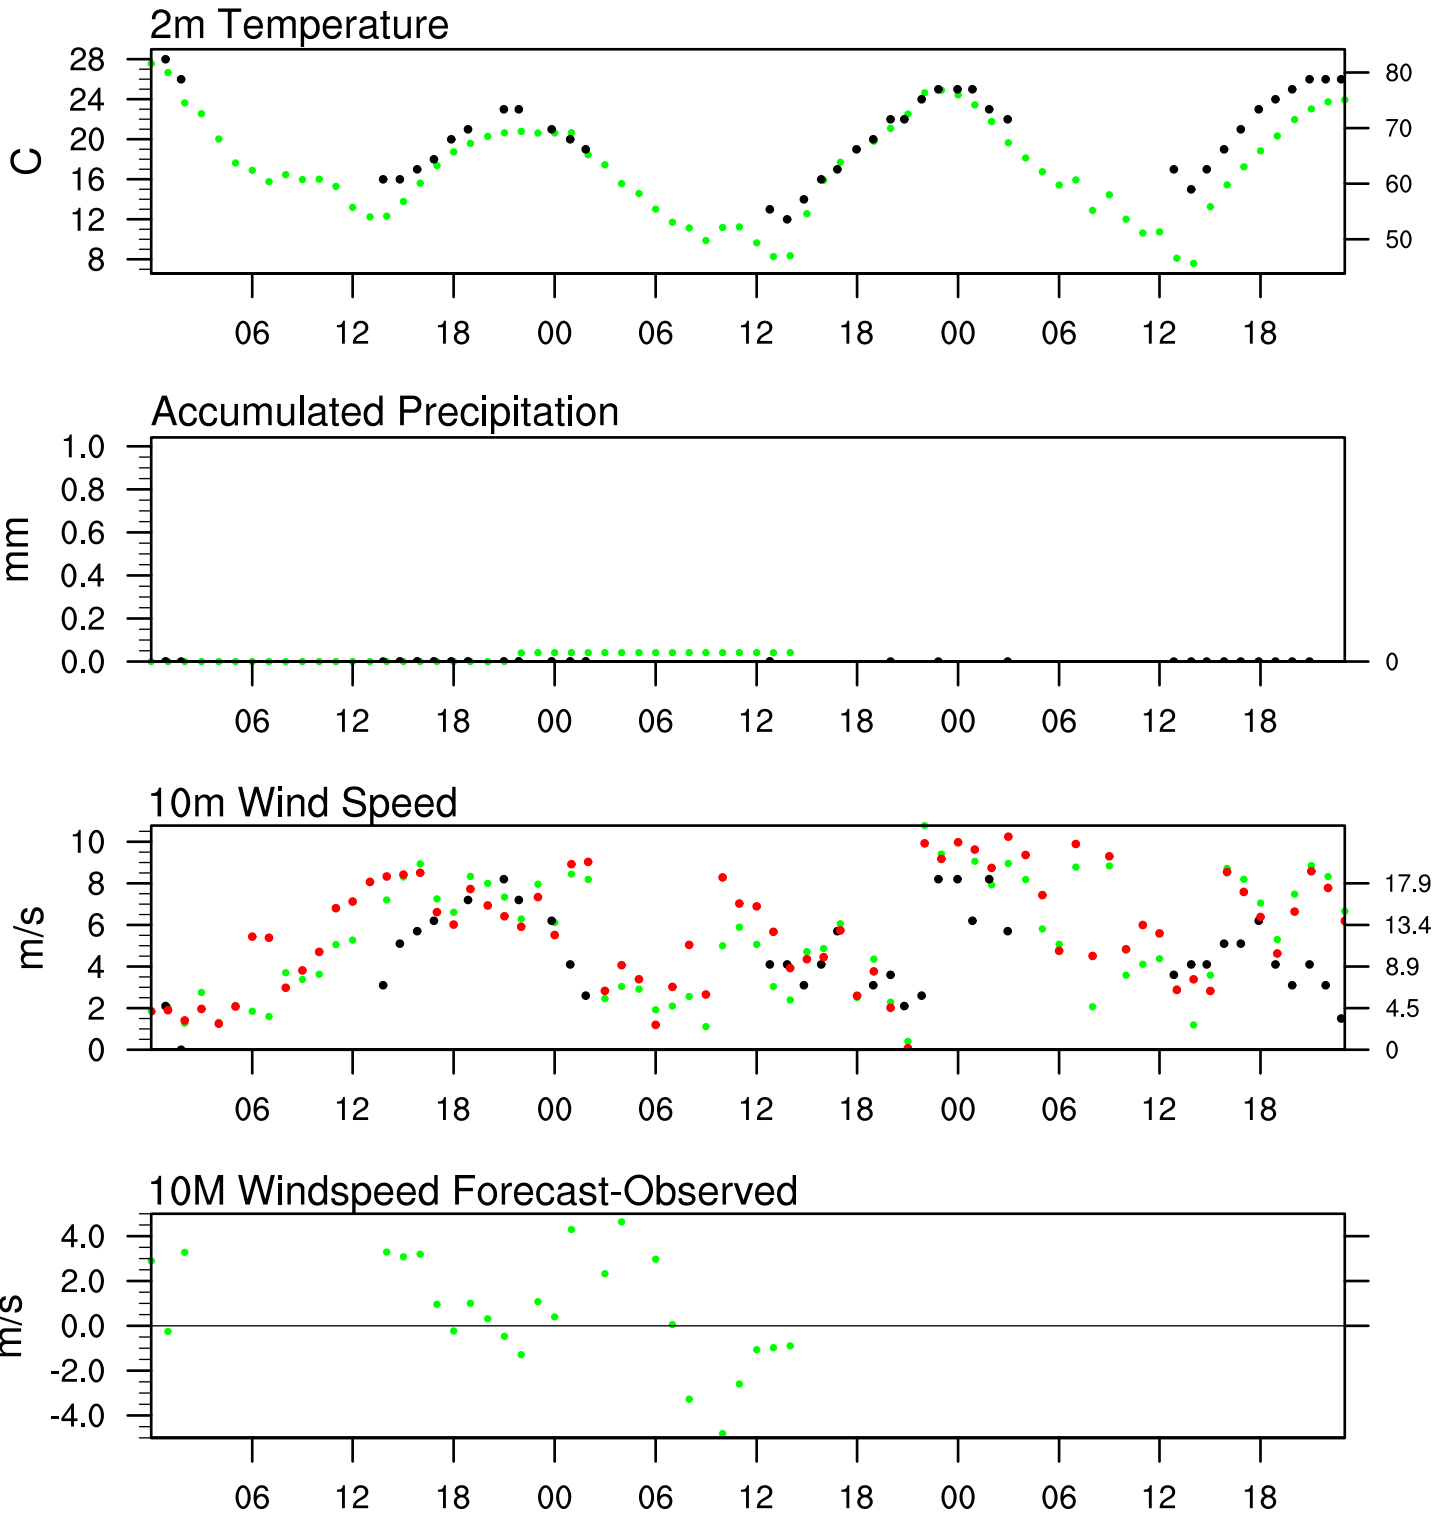 2m Temperature
28
24
20
16
12
8
C
80
70
60
50
06 12 18 00 06 12 18 00 06 12 18
Accumulated Precipitation
1.0
0.8
0.6
0.4
0.2
0.0
mm
0
06 12 18 00 06 12 18 00 06 12 18
10m Wind Speed
10
8
6
4
2
0
m/s
17.9
13.4
8.9
4.5
0
06 12 18 00 06 12 18 00 06 12 18
10M Windspeed Forecast-Observed
4.0
2.0
0.0
-2.0
-4.0
m/s
06 12 18 00 06 12 18 00 06 12 18